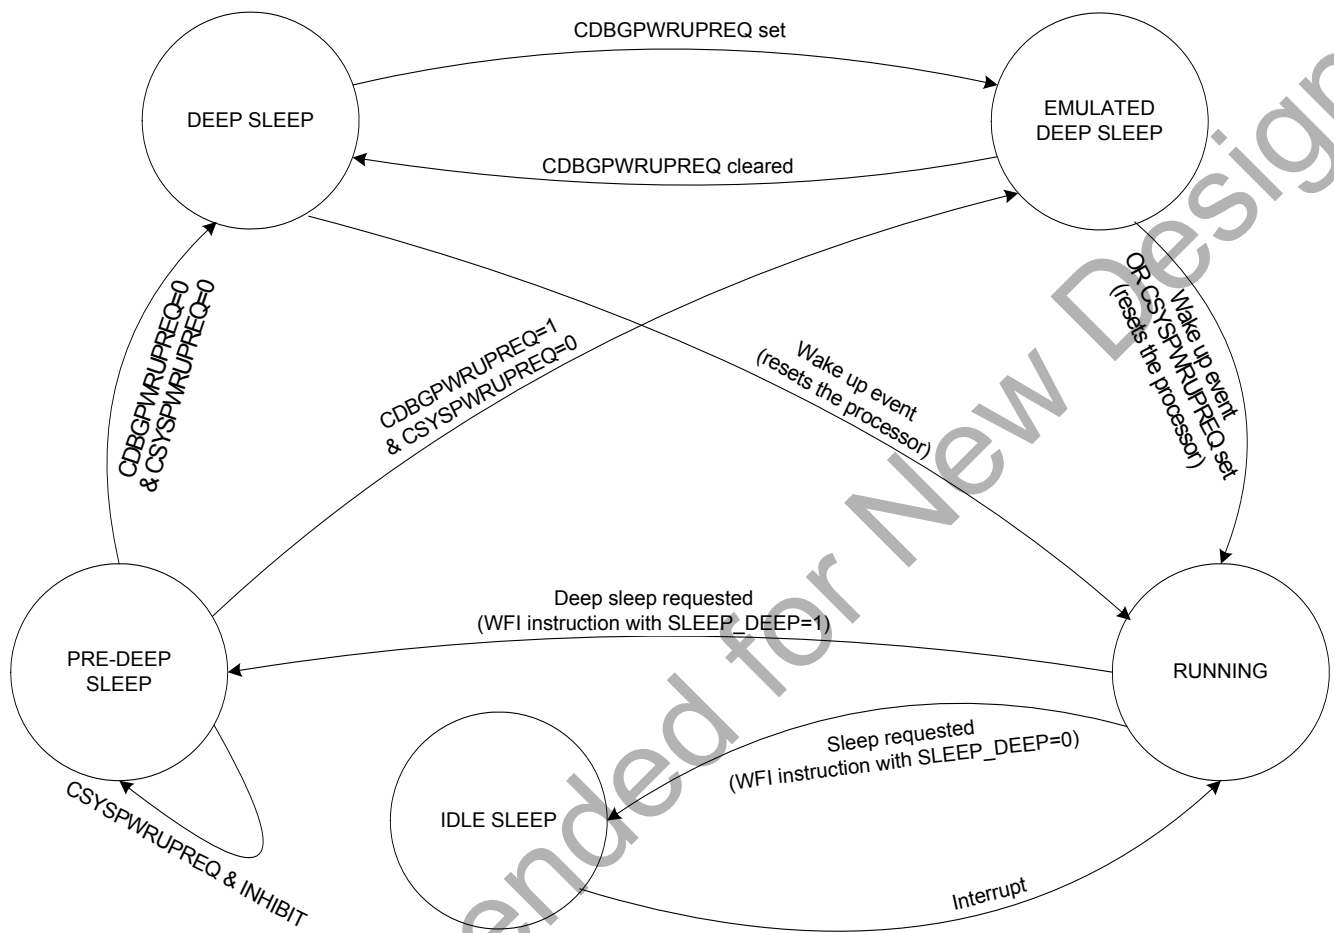 CDBGPWRUPREQ set
DEEP SLEEP
EMULATED
DEEP SLEEP
CDBGPWRUPREQ cleared
CDBGPWRUPREQ=0
& CSYSPWRUPREQ=0
CDBGPWRUPREQ=1
& CSYSPWRUPREQ=0
Wake up event
(resets the processor)
Wake up event
OR CSYSPWRUPREQ set
(resets the processor)
Deep sleep requested
(WFI instruction with SLEEP_DEEP=1)
PRE-DEEP
SLEEP
RUNNING
Sleep requested
(WFI instruction with SLEEP_DEEP=0)
IDLE SLEEP
CSYSPWRUPREQ & INHIBIT
Interrupt
ended for New Design